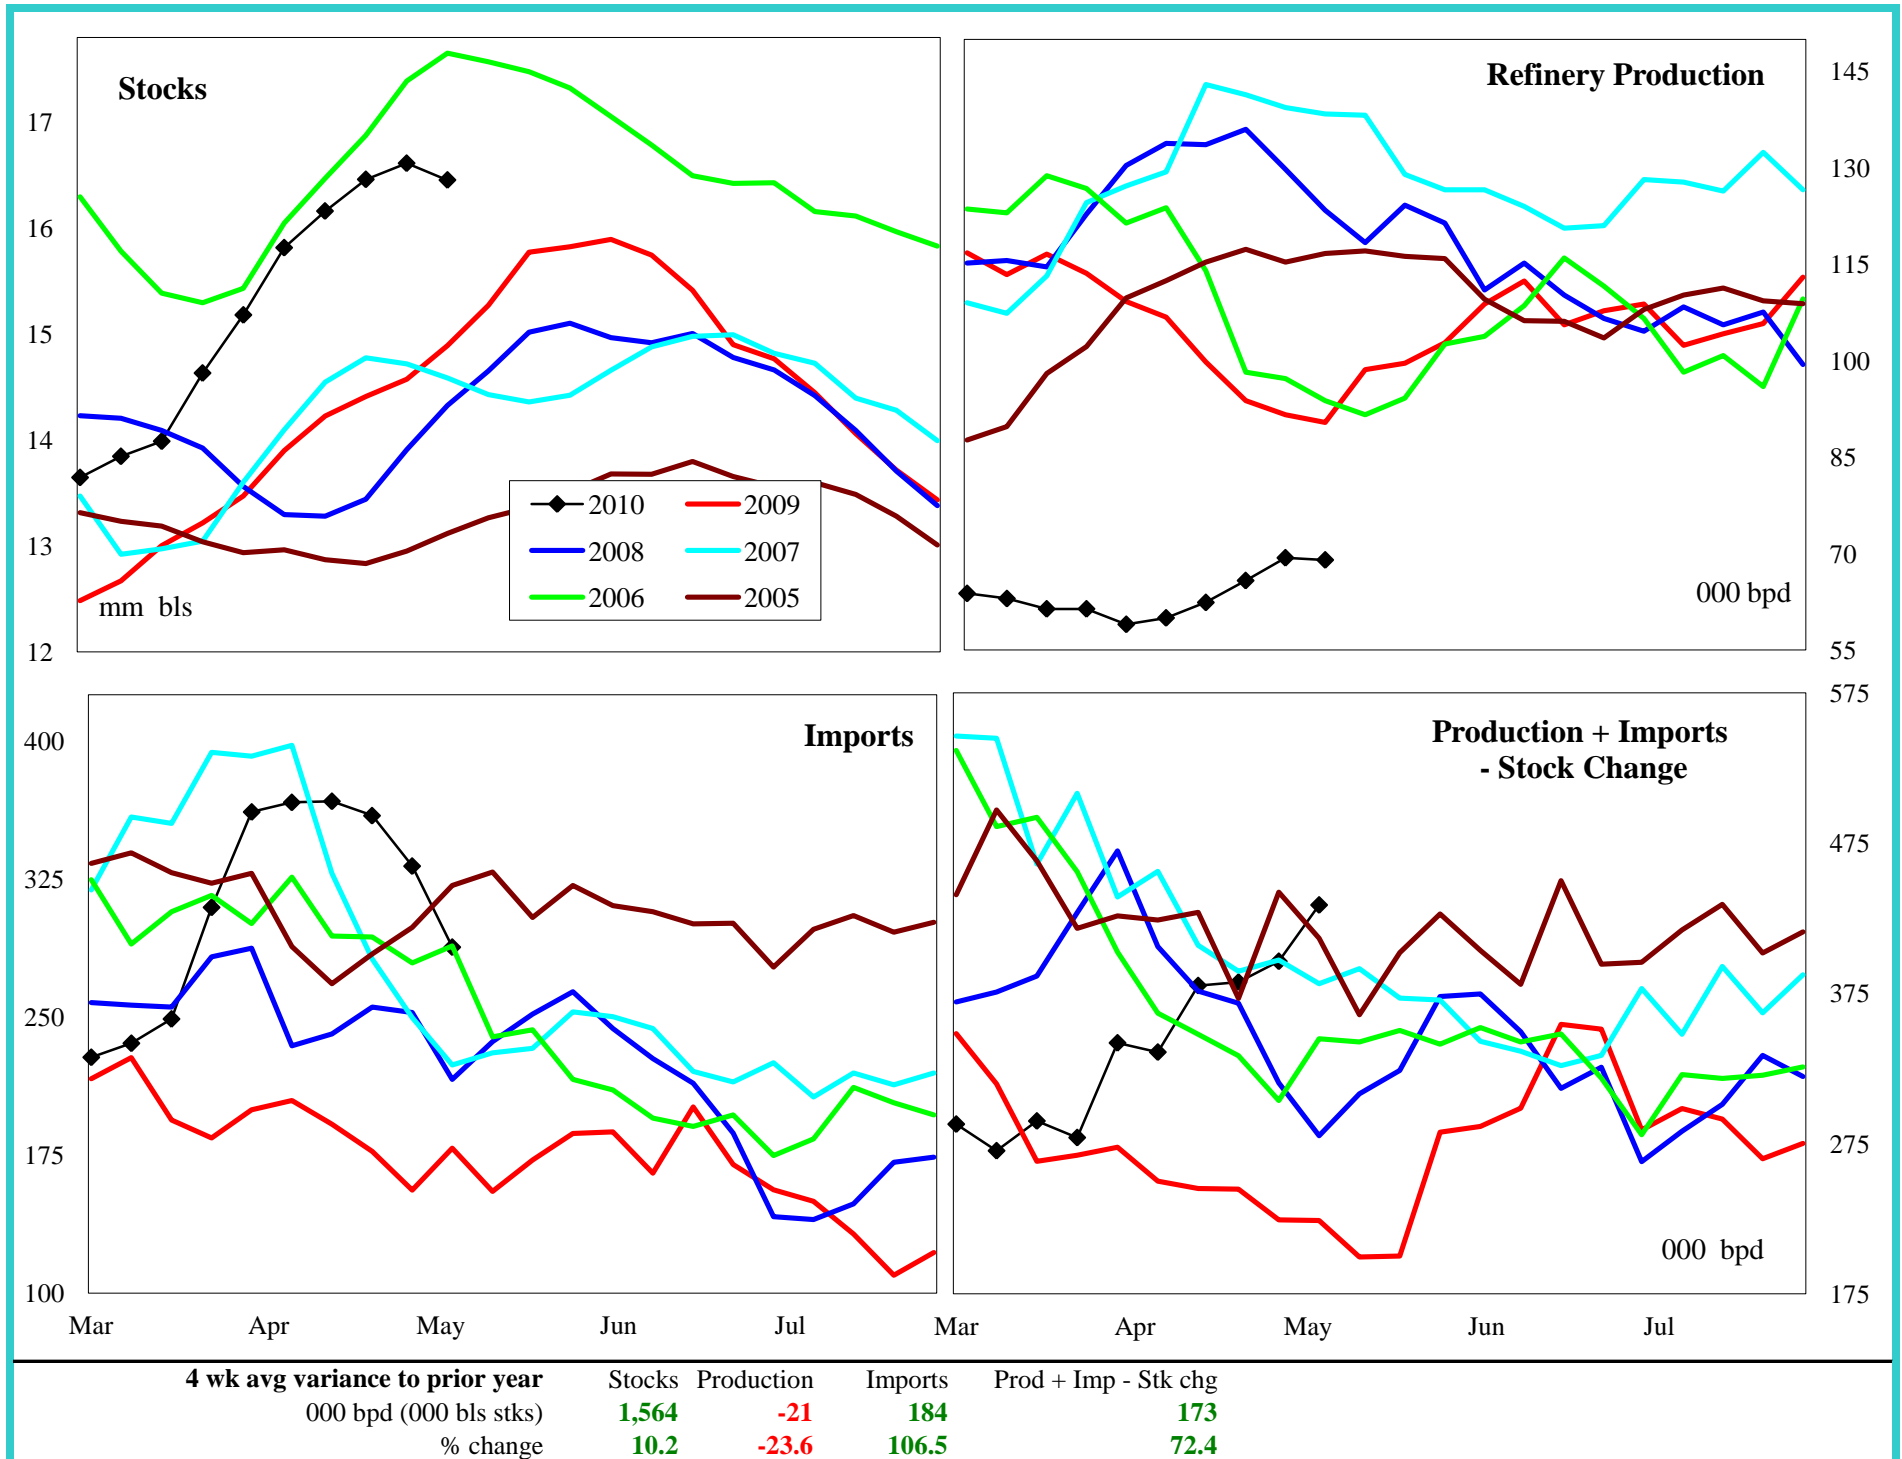 Stocks
17
16
15
14
13
12
mm bls
2010 2009
2008 2007
2006 2005
Refinery Production
145
130
115
100
85
70
55
000 bpd
Imports
400
325
250
175
100
Mar Apr May Jun Jul
Production + Imports
- Stock Change
575
475
375
275
175
000 bpd
Mar Apr May Jun Jul
4 wk avg variance to prior year Stocks Production Imports Prod + Imp - Stk chg
000 bpd (000 bls stks) 1,564 -21 184 173
% change 10.2 -23.6 106.5 72.4